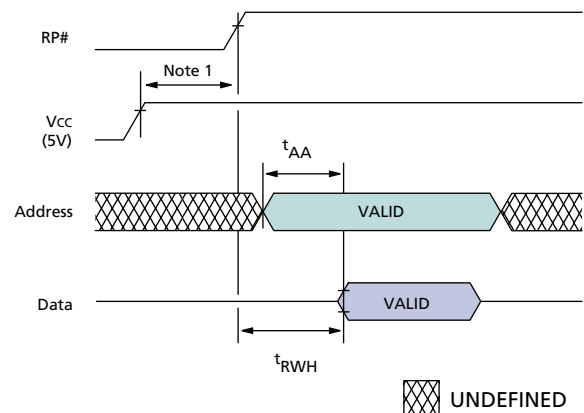 RP#
Note 1
VCC
(5V)
tAA
Address
VALID
Data
VALID
tRWH
UNDEFINED